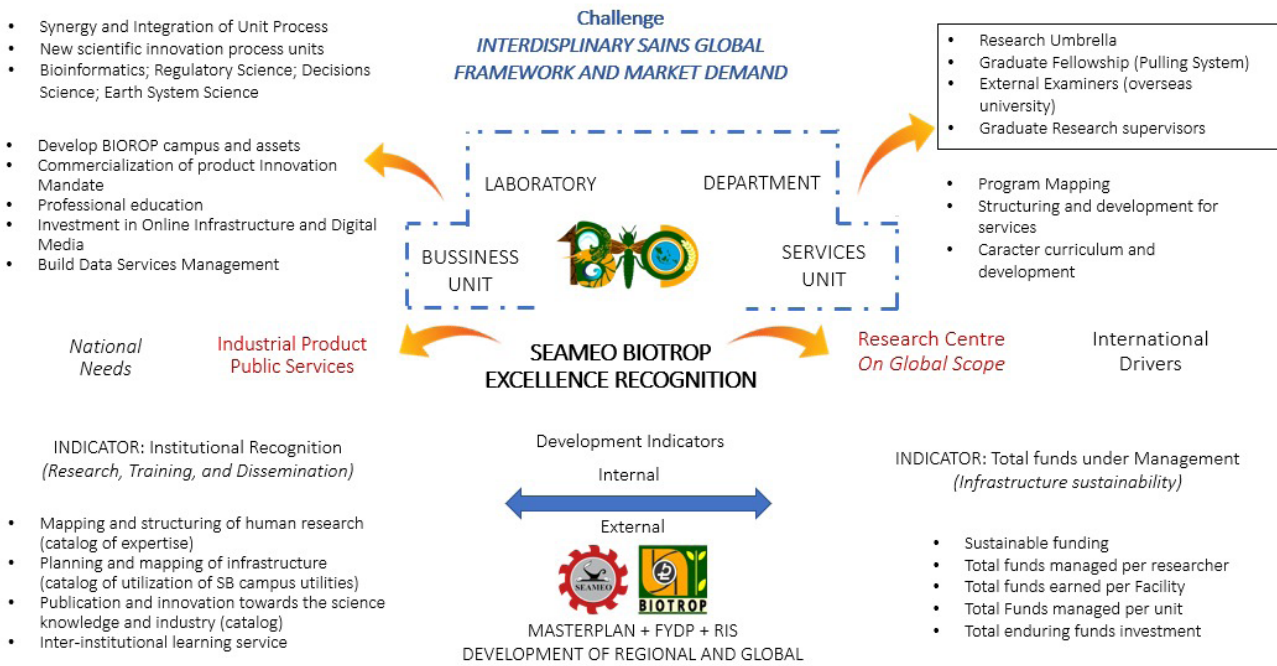 • Synergy and Integration of Unit Process
• New scientific innovation process units
• Bioinformatics; Regulatory Science; Decisions
Science; Earth System Science
• Develop BIOROP campus and assets
• Commercialization of product Innovation
Mandate
• Professional education
• Investment in Online Infrastructure and Digital
Media
• Build Data Services Management
Challenge
INTERDISPLINARY SAINS GLOBAL
FRAMEWORK AND MARKET DEMAND
• Research Umbrella
• Graduate Fellowship (Pulling System)
• External Examiners (overseas
university)
• Graduate Research supervisors
• Program Mapping
• Structuring and development for
services
• Caracter curriculum and
development
LABORATORY
DEPARTMENT
BUSSINESS
UNIT
SERVICES
UNIT
National
Needs
Industrial Product
Public Services
SEAMEO BIOTROP
EXCELLENCE RECOGNITION
Research Centre
On Global Scope
International
Drivers
INDICATOR: Institutional Recognition
(Research, Training, and Dissemination)
• Mapping and structuring of human research
(catalog of expertise)
• Planning and mapping of infrastructure
(catalog of utilization of SB campus utilities)
• Publication and innovation towards the science
knowledge and industry (catalog)
• Inter-institutional learning service
Development Indicators
Internal
External
SEAMEO
BIOTROP
MASTERPLAN + FYDP + RIS
DEVELOPMENT OF REGIONAL AND GLOBAL
INDICATOR: Total funds under Management
(Infrastructure sustainability)
• Sustainable funding
• Total funds managed per researcher
• Total funds earned per Facility
• Total Funds managed per unit
• Total enduring funds investment